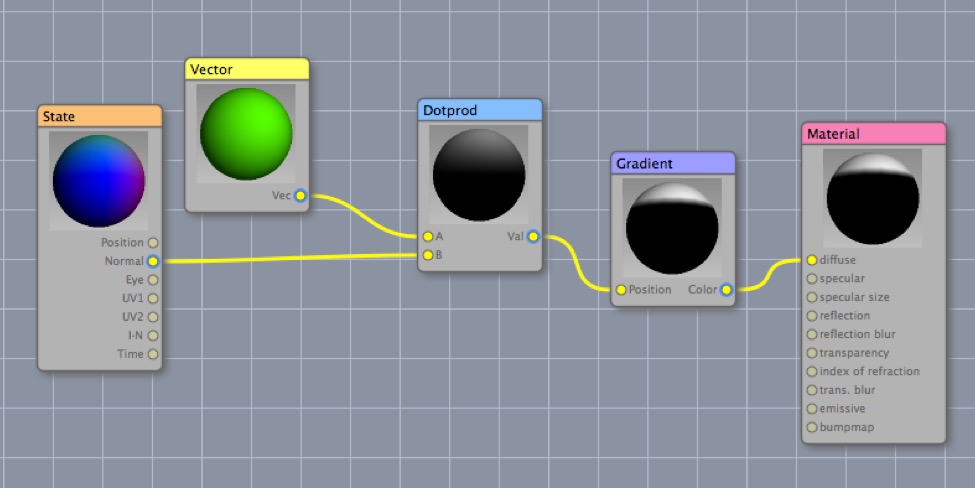 State
Position
Normal
Eye
UV1
UV2
I-N
Time
Vector
Vec
Dotprod
A
Val
B
Gradient
Position Color
Material
diffuse
specular
specular size
reflection
reflection blur
transparency
index of refraction
trans. blur
emissive
bumpmap